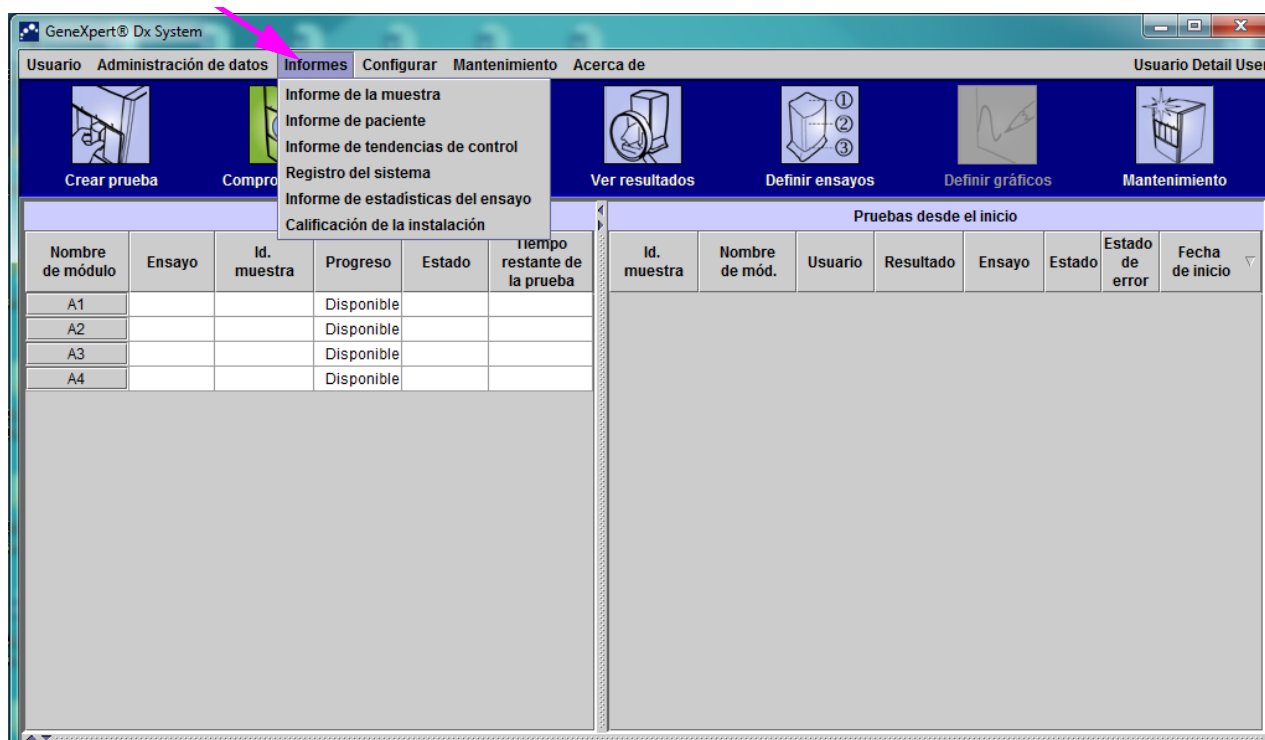 GeneXpert® Dx System
Usuario Administración de datos Informes Configurar Mantenimiento Acerca de Usuario Detail User
Informe de la muestra
Informe de paciente
Informe de tendencias de control
Registro del sistema
Informe de estadísticas del ensayo
Calificación de la instalación
Crear prueba Compro Ver resultados Definir ensayos Definir gráficos Mantenimiento
1
2
3
Pruebas desde el inicio
Nombre
de módulo
Ensayo
Id.
muestra
Progreso
Estado
Tiempo
restante de
la prueba
Id.
muestra
Nombre
de mód.
Usuario
Resultado
Ensayo
Estado
Estado
de
error
Fecha
de inicio
A1 Disponible
A2 Disponible
A3 Disponible
A4 Disponible